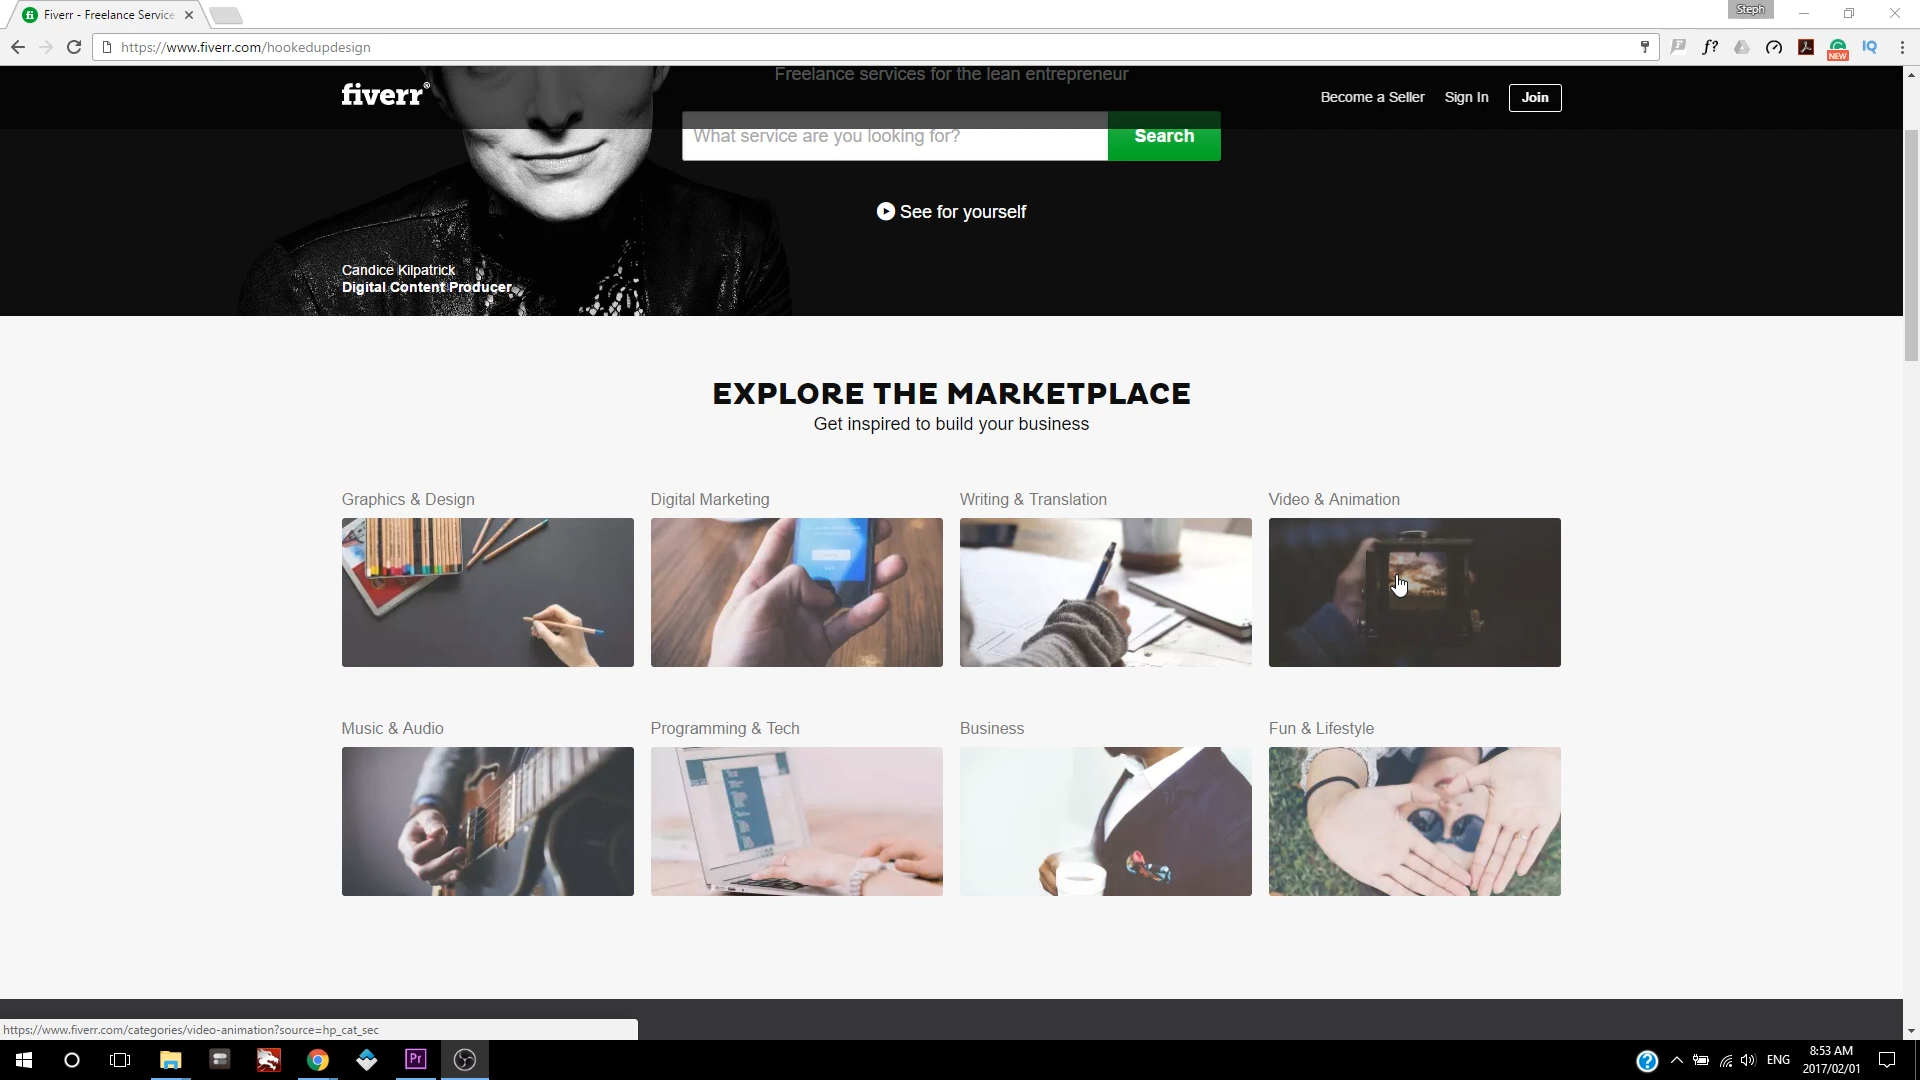 Fiverr - Freelance Service
Steph
https://www.fiverr.com/hookedupdesign
f?
NEW
IQ
Freelance services for the lean entrepreneur
fiverr®
Become a Seller
Sign In
Join
What service are you looking for?
Search
See for yourself
Candice Kilpatrick
Digital Content Producer
EXPLORE THE MARKETPLACE
Get inspired to build your business
Graphics & Design
Digital Marketing
Writing & Translation
Video & Animation
Music & Audio
Programming & Tech
Business
Fun & Lifestyle
https://www.fiverr.com/categories/video-animation?source=hp_cat_sec
Pr
ENG
8:53 AM
2017/02/01